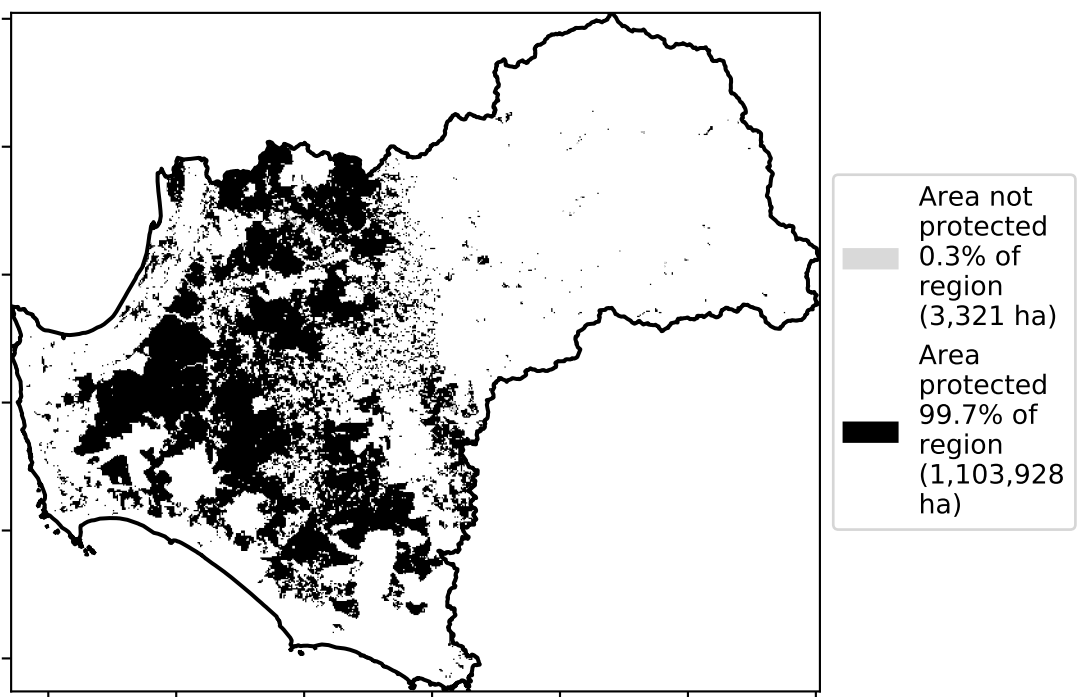 Area not
protected
0.3% of
region
(3,321 ha)
Area
protected
99.7% of
region
(1,103,928
ha)